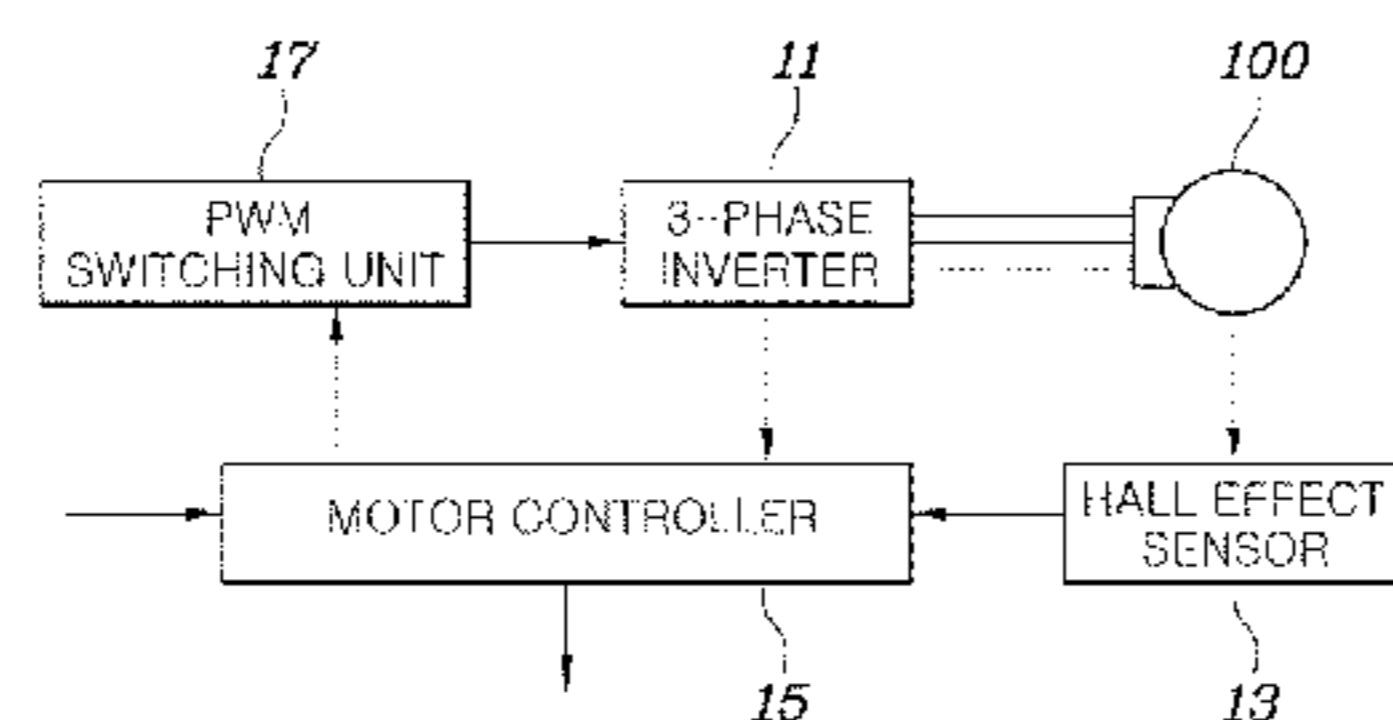 17
11
100
PWM
SWITCHING UNIT
3-PHASE
INVERTER
MOTOR CONTROLLER
HALL EFFECT
SENSOR
15
13